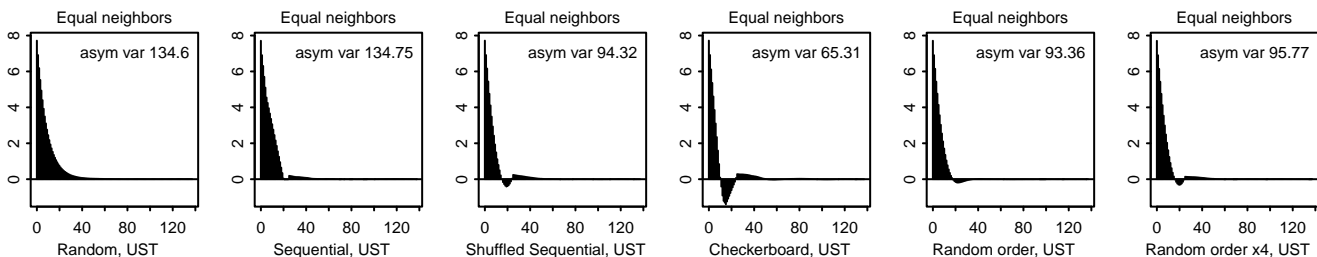 Equal neighbors
Equal neighbors
Equal neighbors
Equal neighbors
Equal neighbors
Equal neighbors
asym var 134.6
asym var 134.75
asym var 94.32
asym var 65.31
asym var 93.36
asym var 95.77
8
6
4
2
0
8
6
4
2
0
8
6
4
2
0
8
6
4
2
0
8
6
4
2
0
8
6
4
2
0
0 40 80 120
0 40 80 120
0 40 80 120
0 40 80 120
0 40 80 120
0 40 80 120
Random, UST
Sequential, UST
Shuffled Sequential, UST
Checkerboard, UST
Random order, UST
Random order x4, UST